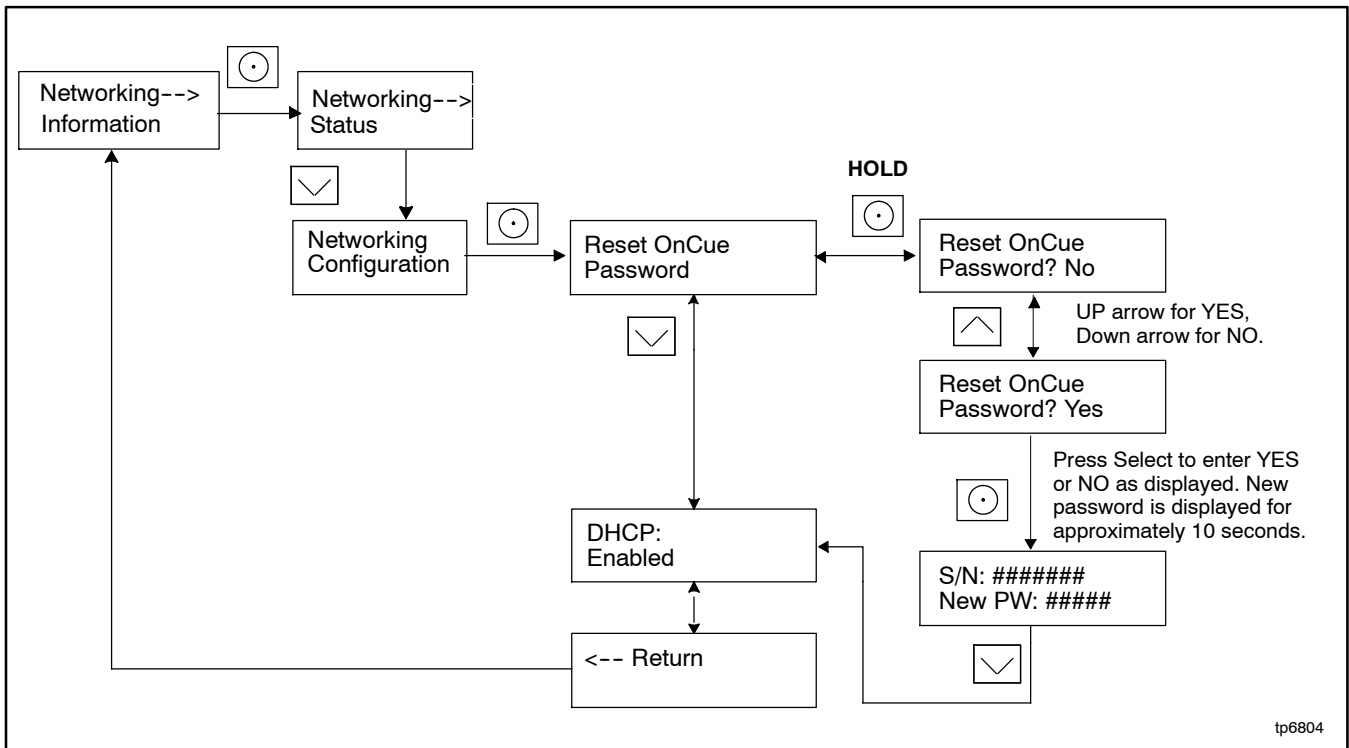 Networking-->
Information
Networking-->
Status
Networking
Configuration
Reset OnCue
Password
HOLD
Reset OnCue
Password? No
UP arrow for YES,
Down arrow for NO.
Reset OnCue
Password? Yes
Press Select to enter YES
or NO as displayed. New
password is displayed for
approximately 10 seconds.
S/N: #######
New PW: #####
DHCP:
Enabled
<-- Return
tp6804